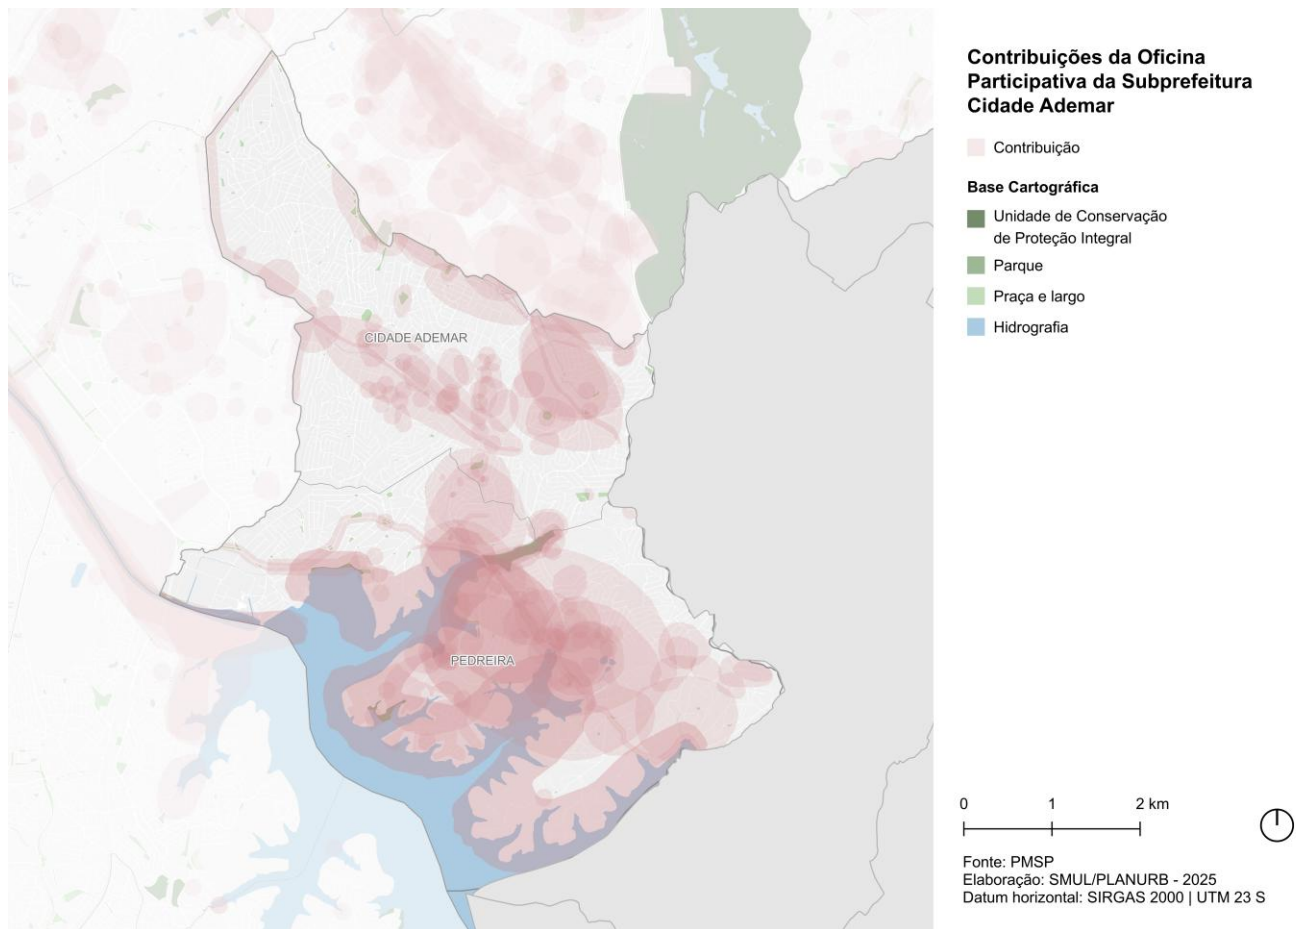 Contribuições da Oficina
Participativa da Subprefeitura
Cidade Ademar
Contribuição
Base Cartográfica
Unidade de Conservação
de Proteção Integral
Parque
Praça e largo
Hidrografia
CIDADE ADEMAR
PEDREIRA
0 1 2 km
Fonte: PMSP
Elaboração: SMUL/PLANURB - 2025
Datum horizontal: SIRGAS 2000 | UTM 23 S